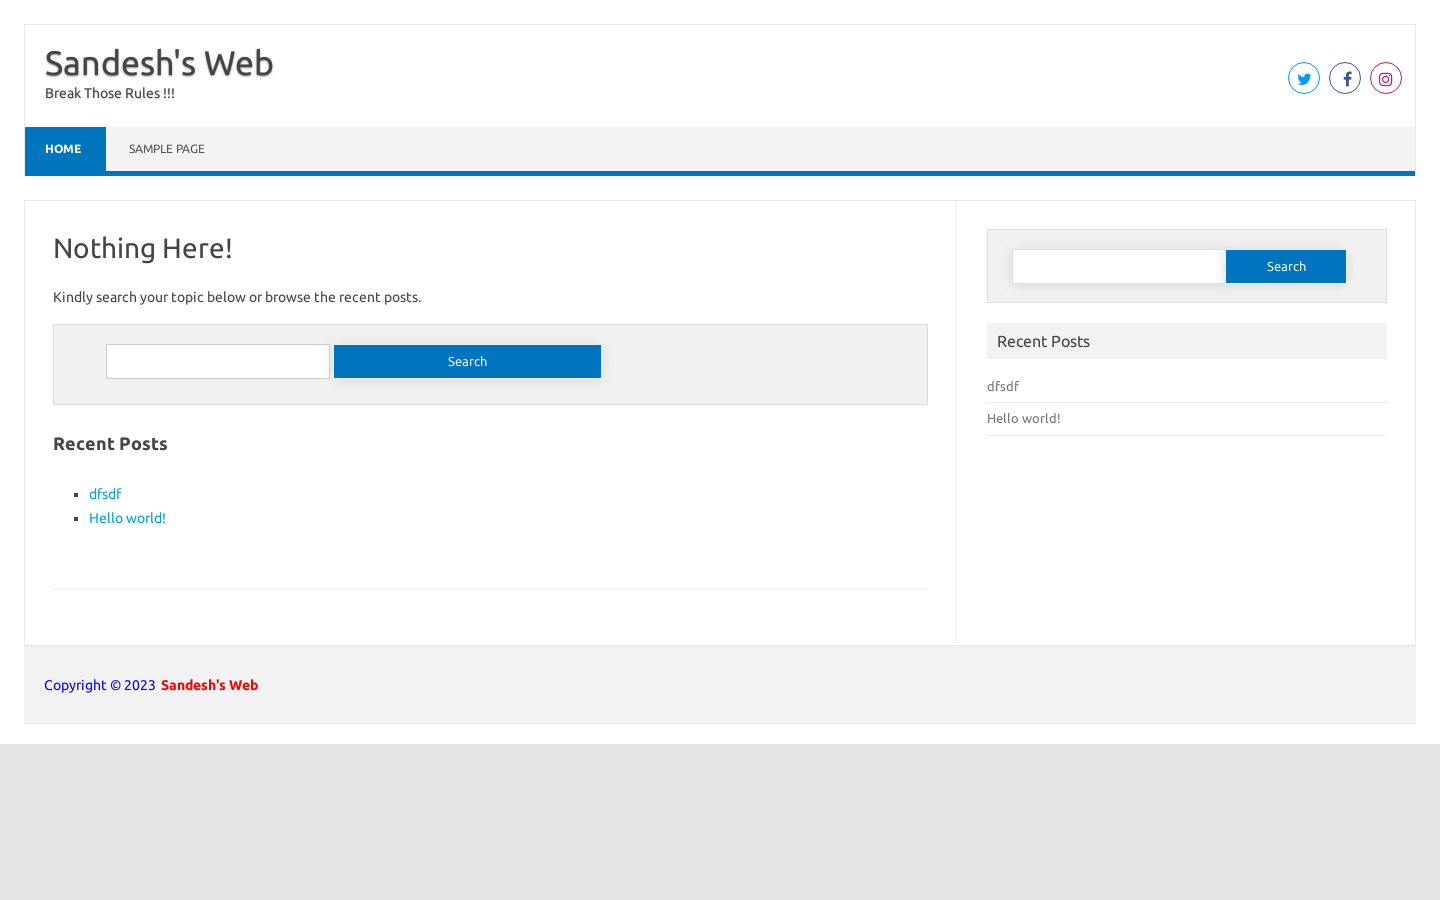 Sandesh's Web
Break Those Rules !!!
HOME
SAMPLE PAGE
Nothing Here!
Kindly search your topic below or browse the recent posts.
Search
Recent Posts
dfsdf
Hello world!
Search
Recent Posts
dfsdf
Hello world!
Copyright © 2023 Sandesh's Web